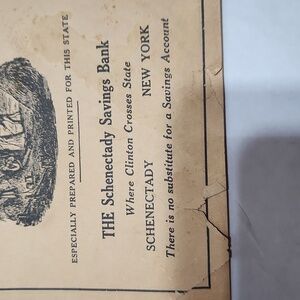 ESPECIALLY PREPARED AND PRINTED FOR THIS STATE
THE Schenectady Savings Bank
Where Clinton Crosses State
SCHENECTADY NEW YORK
There is no substitute for a Savings Account